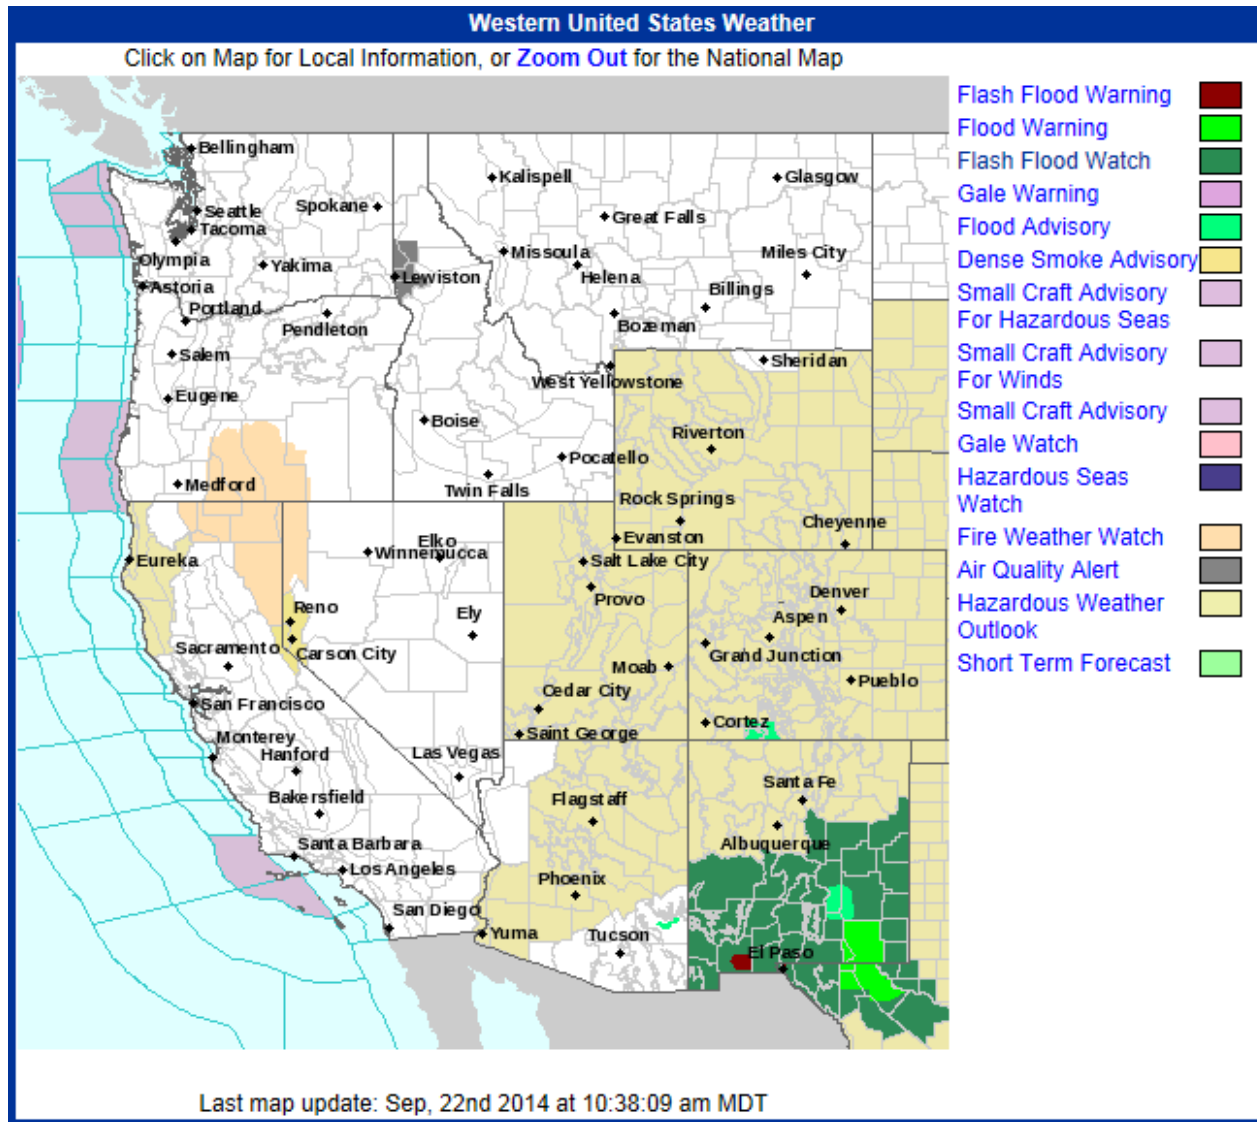 Western United States Weather
Click on Map for Local Information, or Zoom Out for the National Map
Flash Flood Warning
Flood Warning
Flash Flood Watch
Gale Warning
Flood Advisory
Dense Smoke Advisory
Small Craft Advisory
For Hazardous Seas
Small Craft Advisory
For Winds
Small Craft Advisory
Gale Watch
Hazardous Seas
Watch
Fire Weather Watch
Air Quality Alert
Hazardous Weather
Outlook
Short Term Forecast
Bellingham
Kalispell
Glasgow
Seattle
Spokane
Great Falls
Tacoma
Olympia
Yakima
Missoula
Miles City
Lewiston
Helena
Astoria
Billings
Portland
Pendleton
Bozeman
Salem
Sheridan
West Yellowstone
Eugene
Boise
Riverton
Pocatello
Medford
Twin Falls
Rock Springs
Cheyenne
Elko
Evanston
Winnemucca
Eureka
Salt Lake City
Provo
Denver
Reno
Ely
Aspen
Sacramento
Carson City
Grand Junction
Moab
Pueblo
Cedar City
San Francisco
Cortez
Saint George
Monterey
Hanford
Las Vegas
Santa Fe
Bakersfield
Flagstaff
Santa Barbara
Albuquerque
Los Angeles
Phoenix
San Diego
Yuma
Tucson
El Paso
Last map update: Sep, 22nd 2014 at 10:38:09 am MDT